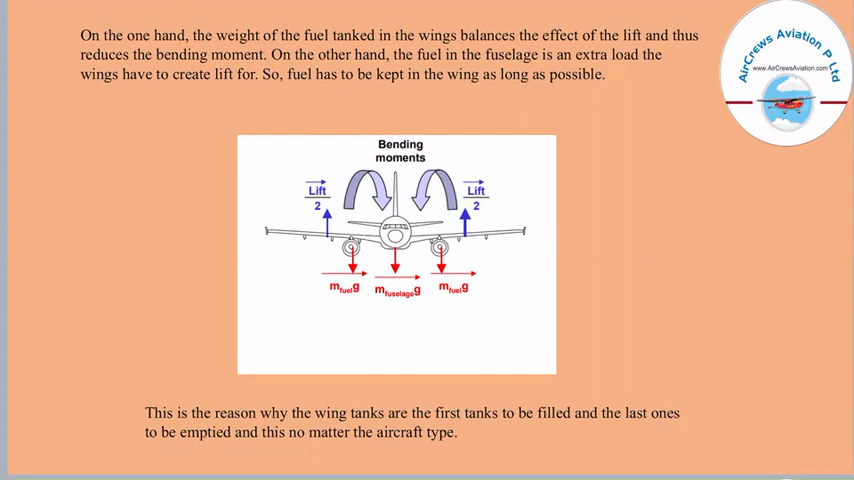 On the one hand, the weight of the fuel tanked in the wings balances the effect of the lift and thus
reduces the bending moment. On the other hand, the fuel in the fuselage is an extra load the
wings have to create lift for. So, fuel has to be kept in the wing as long as possible.
AirCrews Aviation P Ltd
www.AirCrewsAviation.com
Bending
moments
Lift
2
Lift
2
mfuelg
mfuselageg
mfuelg
This is the reason why the wing tanks are the first tanks to be filled and the last ones
to be emptied and this no matter the aircraft type.